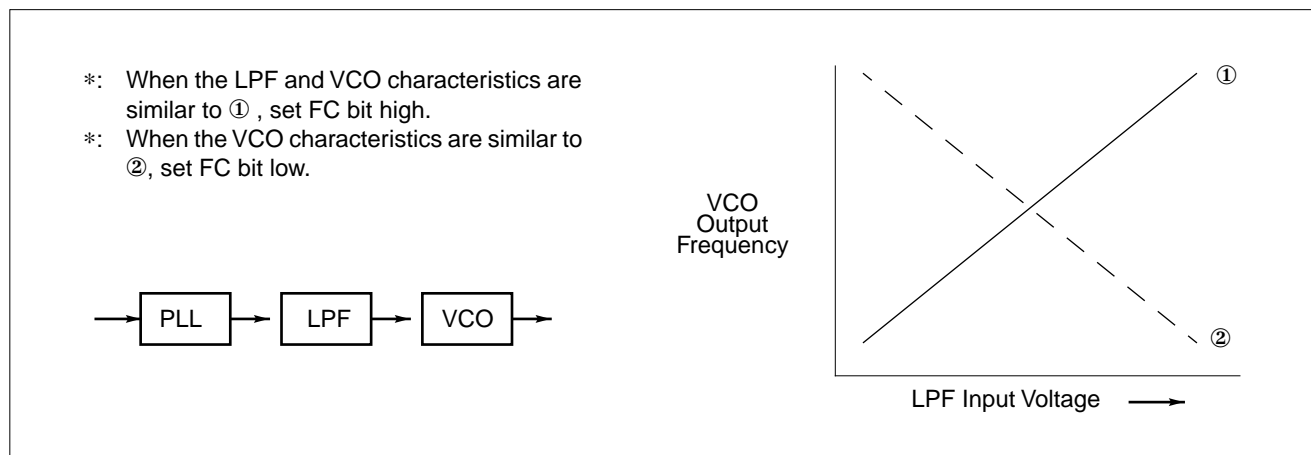 *: When the LPF and VCO characteristics are
similar to ① , set FC bit high.
*: When the VCO characteristics are similar to
②, set FC bit low.
PLL
LPF
VCO
VCO
Output
Frequency
①
②
LPF Input Voltage